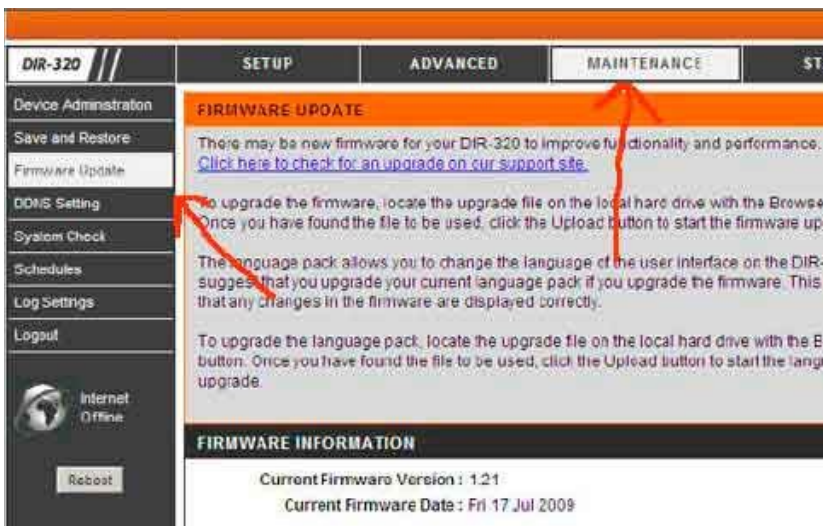 DIR-320
SETUP
ADVANCED
MAINTENANCE
ST
Device Administration
Save and Restore
Firmware Update
DDNS Setting
System Check
Schedules
Log Settings
Logout
Internet
Offline
Reboot
FIRMWARE UPDATE
There may be new firmware for your DIR-320 to improve functionality and performance.
Click here to check for an upgrade on our support site.
To upgrade the firmware, locate the upgrade file on the local hard drive with the Browse
Once you have found the file to be used, click the Upload button to start the firmware up
The language pack allows you to change the language of the user interface on the DIR-
suggest that you upgrade your current language pack if you upgrade the firmware. This
that any changes in the firmware are displayed correctly.
To upgrade the language pack, locate the upgrade file on the local hard drive with the B
button. Once you have found the file to be used, click the Upload button to start the langu
upgrade.
FIRMWARE INFORMATION
Current Firmware Version : 1.21
Current Firmware Date : Fri 17 Jul 2009